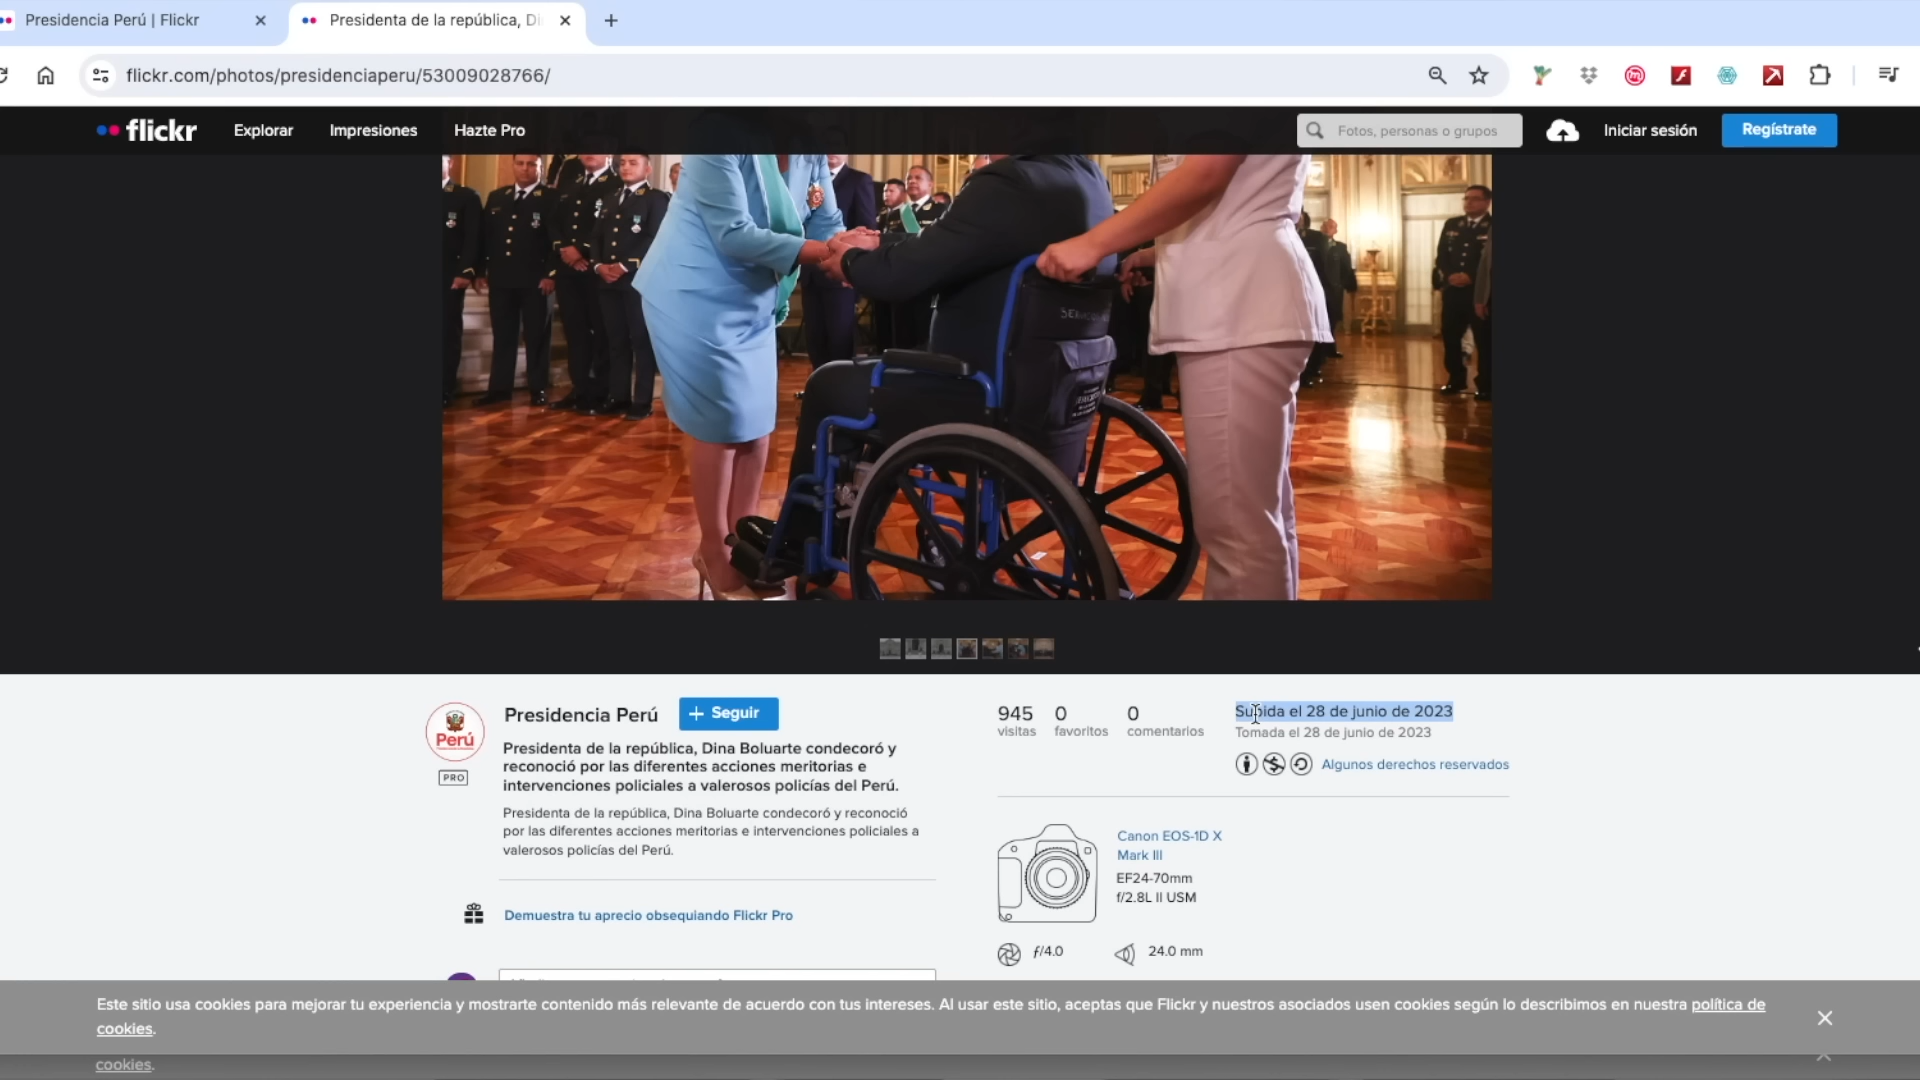 Presidencia Perú | Flickr
Presidenta de la república, Di
flickr.com/photos/presidenciaperu/53009028766/
flickr
Explorar
Impresiones
Hazte Pro
Fotos, personas o grupos
Iniciar sesión
Regístrate
Perú
PRO
Presidencia Perú
+ Seguir
Presidenta de la república, Dina Boluarte condecoró y
reconoció por las diferentes acciones meritorias e
intervenciones policiales a valerosos policías del Perú.
Presidenta de la república, Dina Boluarte condecoró y reconoció
por las diferentes acciones meritorias e intervenciones policiales a
valerosos policías del Perú.
Demuestra tu aprecio obsequiando Flickr Pro
945
visitas
0
favoritos
0
comentarios
Subida el 28 de junio de 2023
Tomada el 28 de junio de 2023
Algunos derechos reservados
Canon EOS-1D X
Mark III
EF24-70mm
f/2.8L II USM
ƒ/4.0
24.0 mm
Este sitio usa cookies para mejorar tu experiencia y mostrarte contenido más relevante de acuerdo con tus intereses. Al usar este sitio, aceptas que Flickr y nuestros asociados usen cookies según lo describimos en nuestra política de
cookies.
cookies.